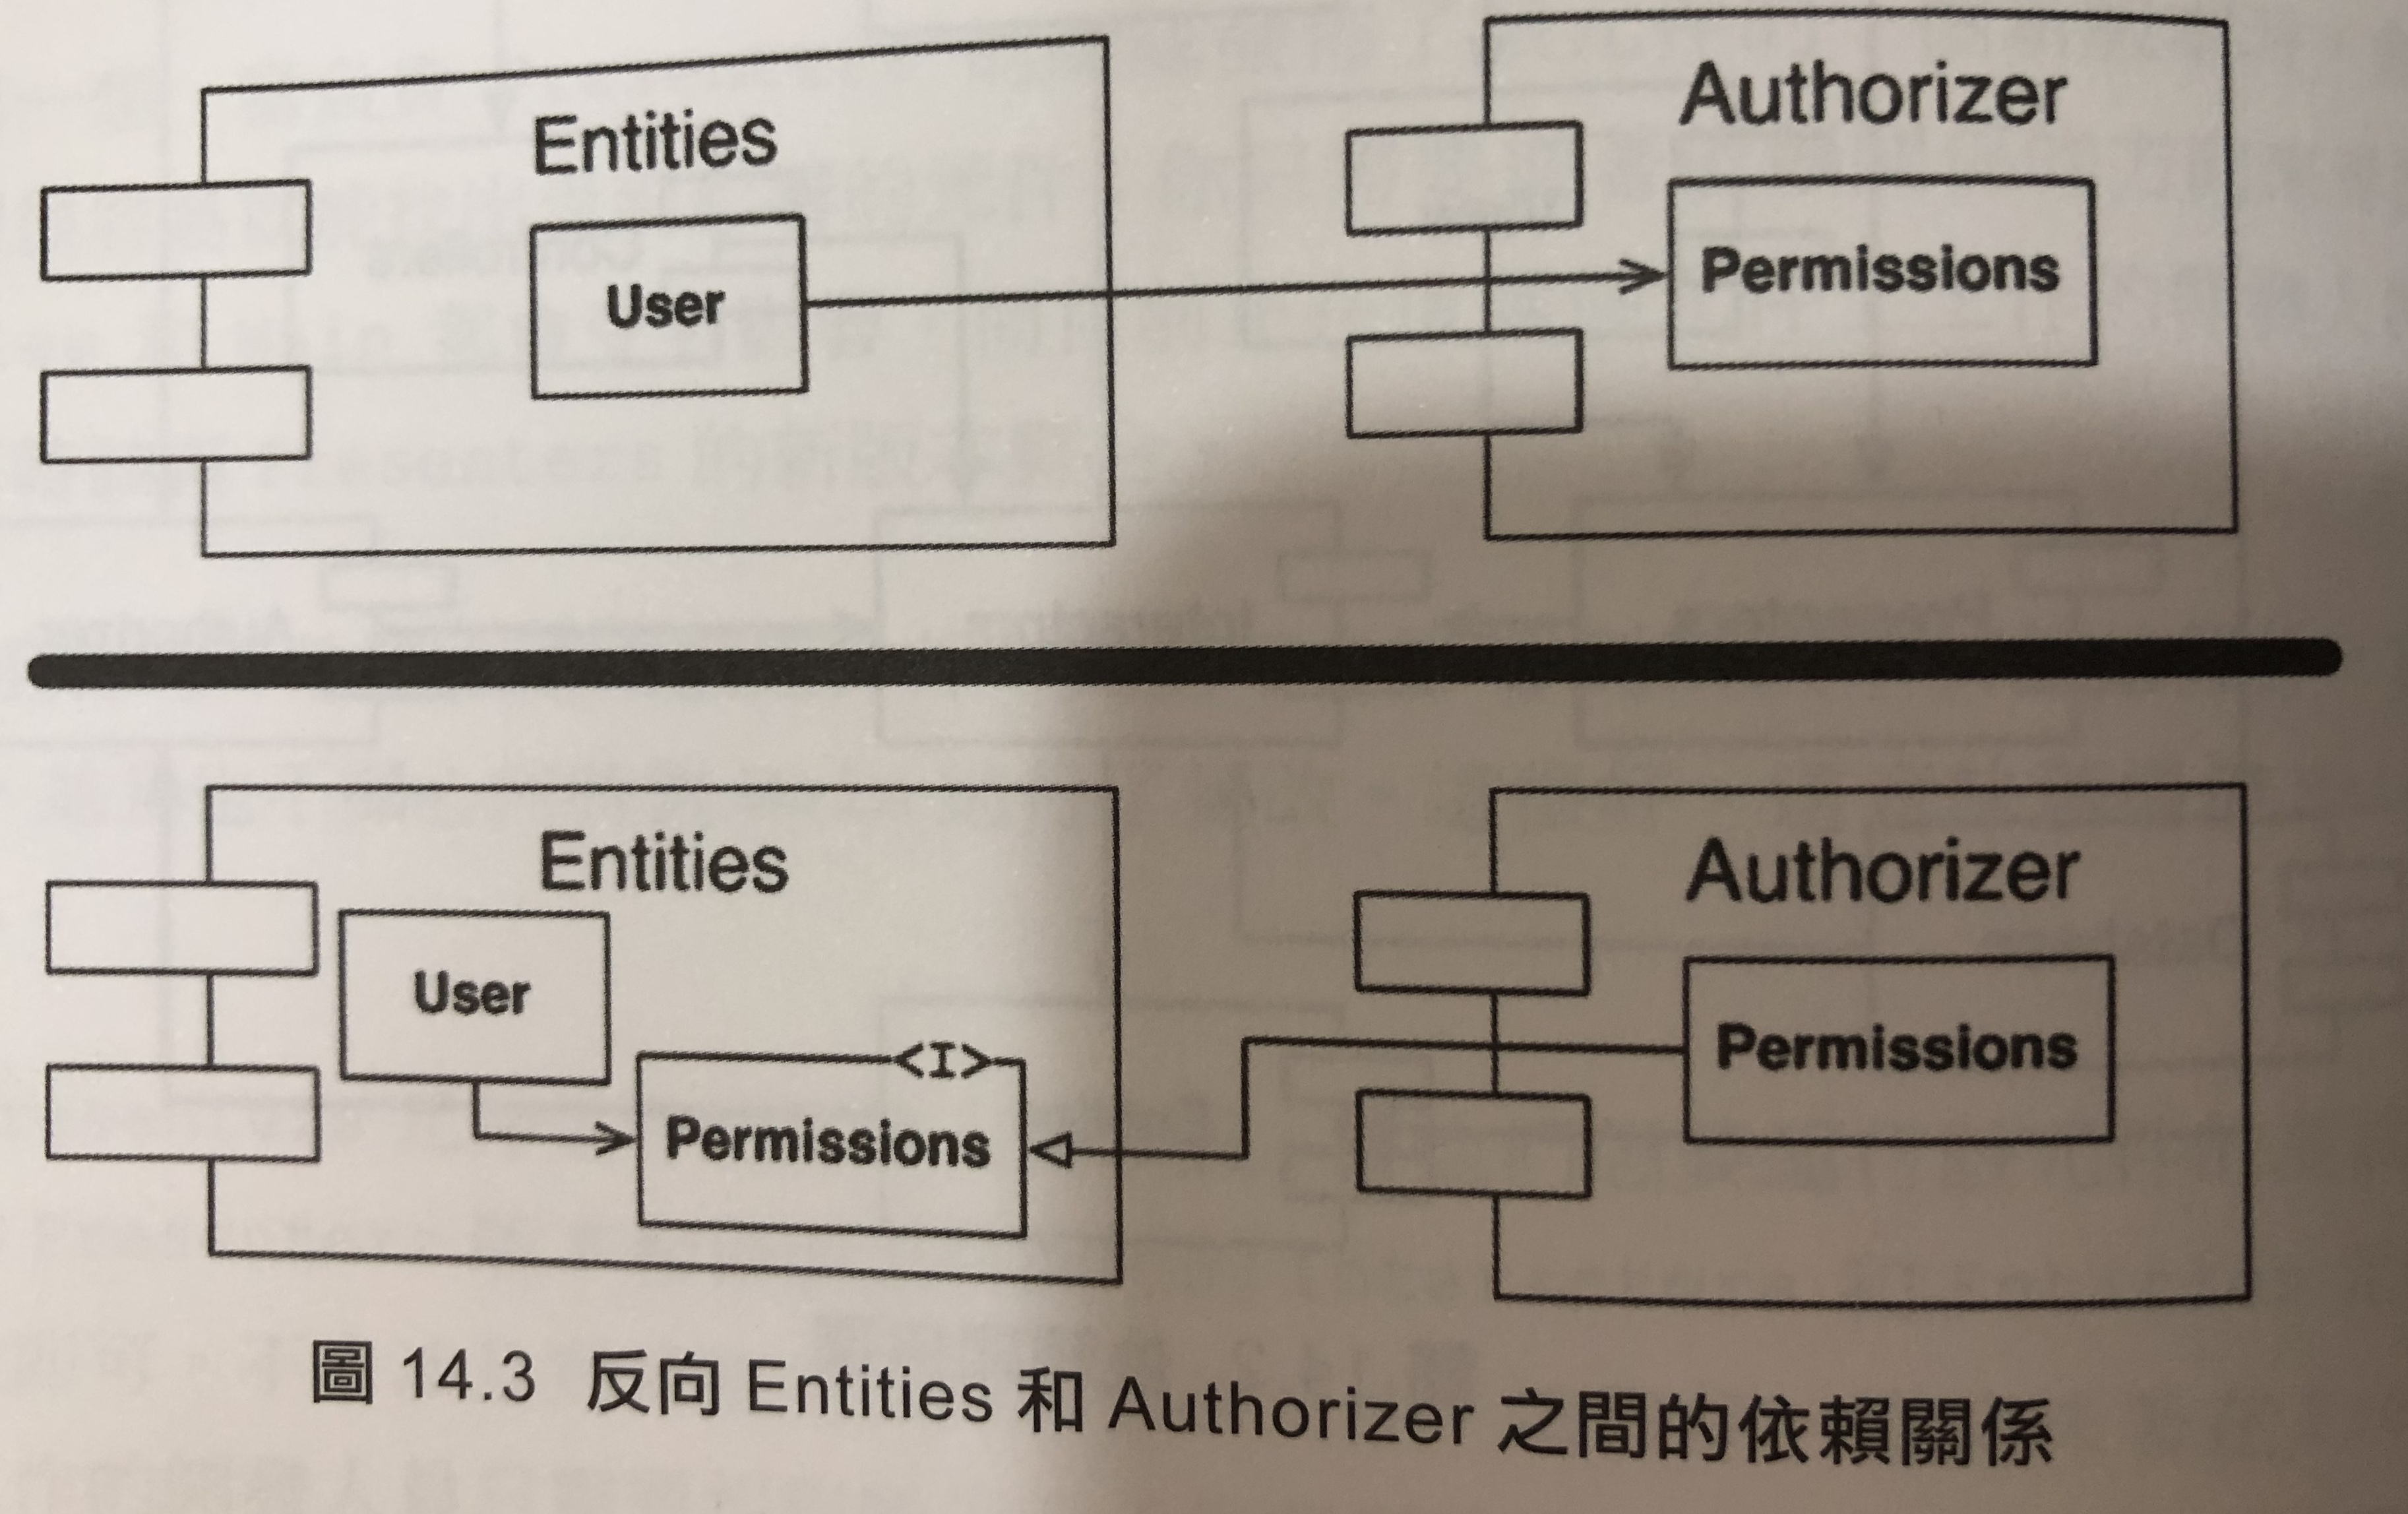 Entities
Authorizer
User
Permissions
Entities
Authorizer
User
<I>
Permissions
Permissions
圖 14.3 反向 Entities 和 Authorizer 之間的依賴關係